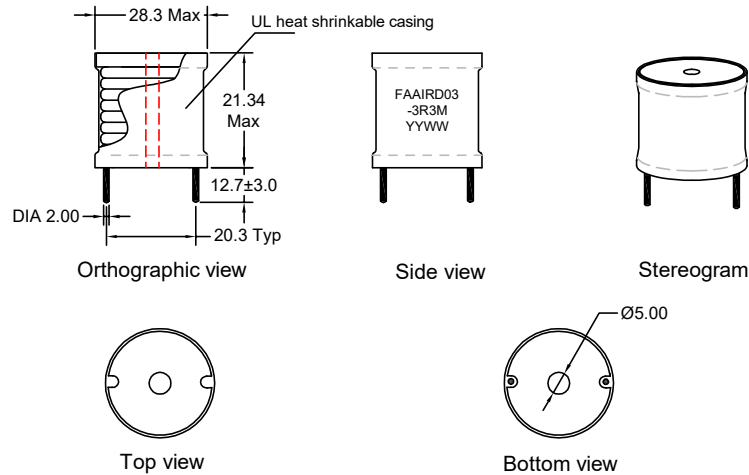 28.3 Max
UL heat shrinkable casing
21.34
Max
12.7±3.0
DIA 2.00
20.3 Typ
Orthographic view
FAAIRD03
-3R3M
YYWW
Side view
Stereogram
Top view
Ø5.00
Bottom view